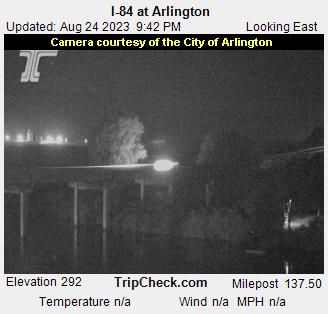 I-84 at Arlington
Updated: Aug 24 2023 9:42 PM Looking East
Camera courtesy of the City of Arlington
Elevation 292 TripCheck.com Milepost 137.50
Temperature n/a Wind n/a MPH n/a